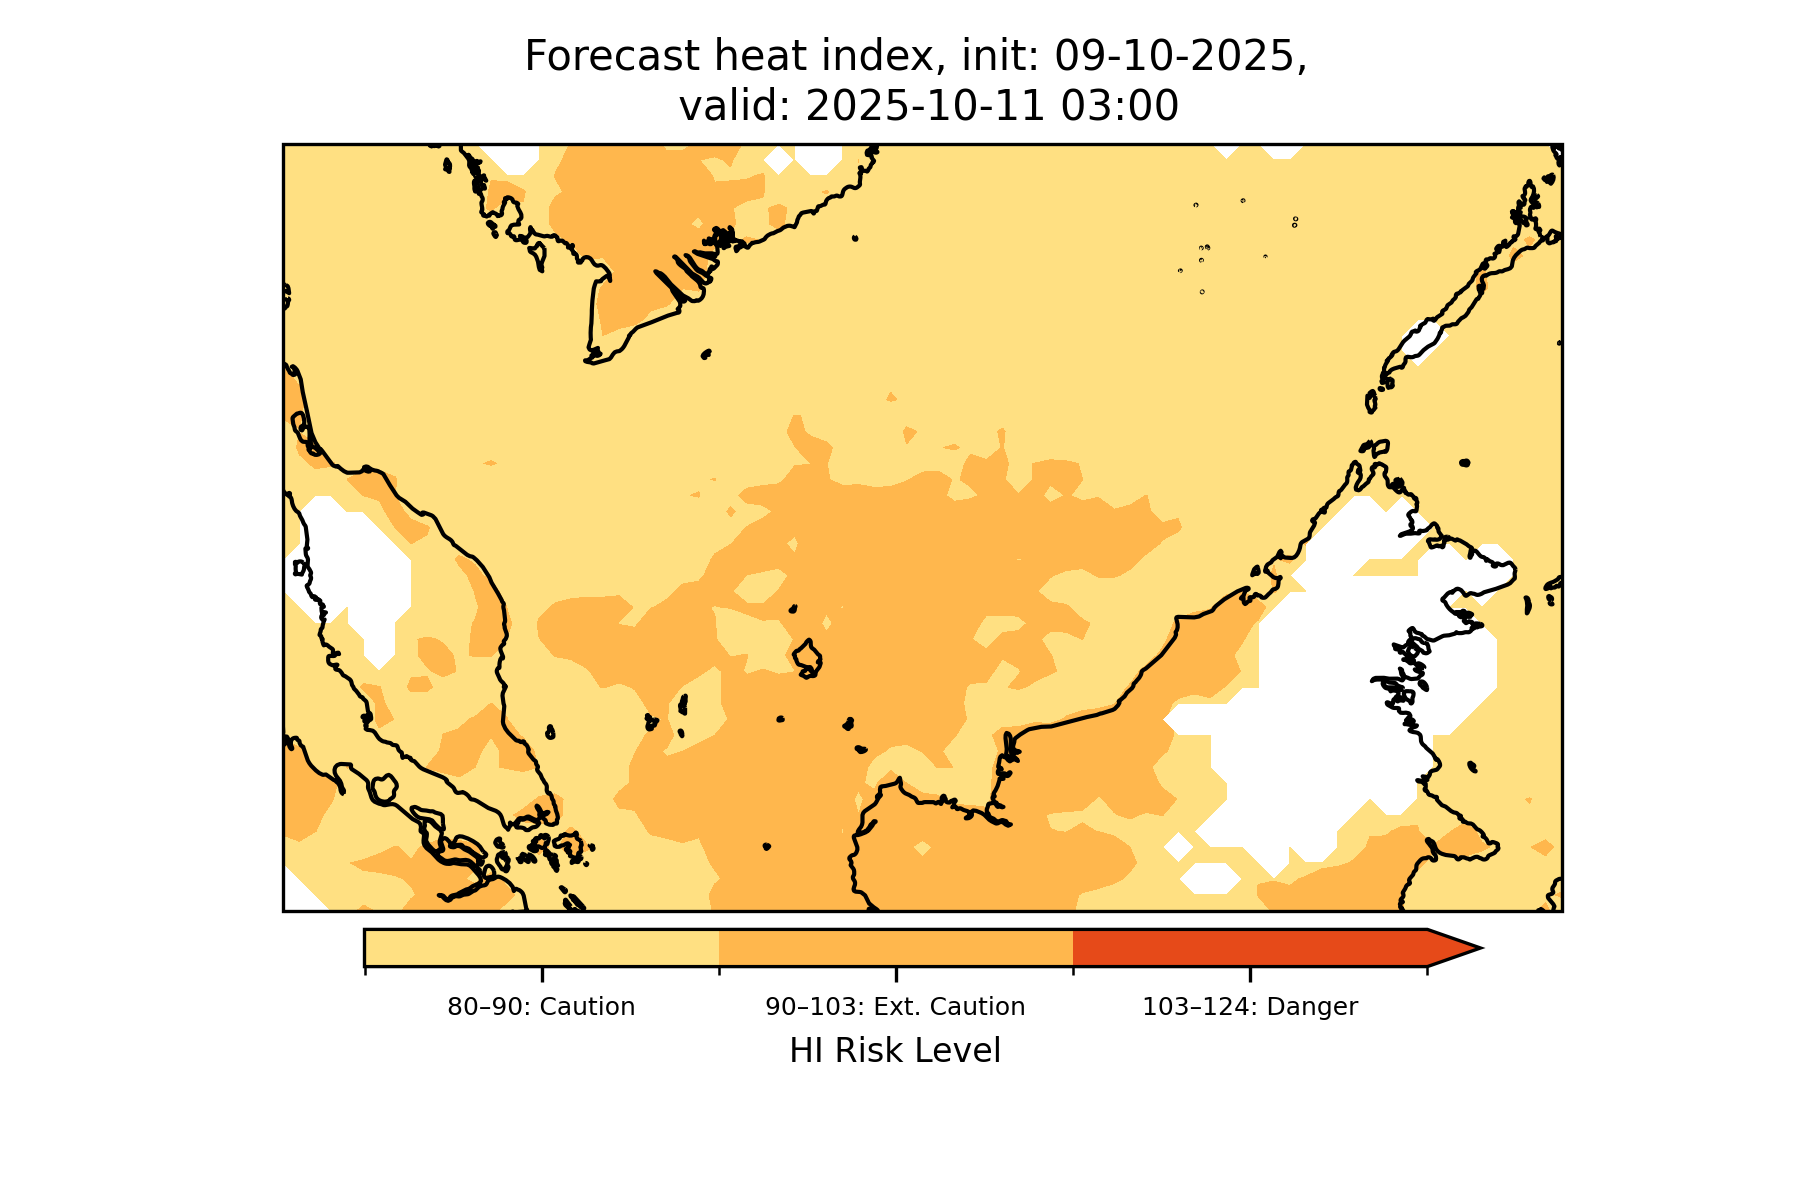 Forecast heat index, init: 09-10-2025,
valid: 2025-10-11 03:00
80–90: Caution
90–103: Ext. Caution
103–124: Danger
HI Risk Level